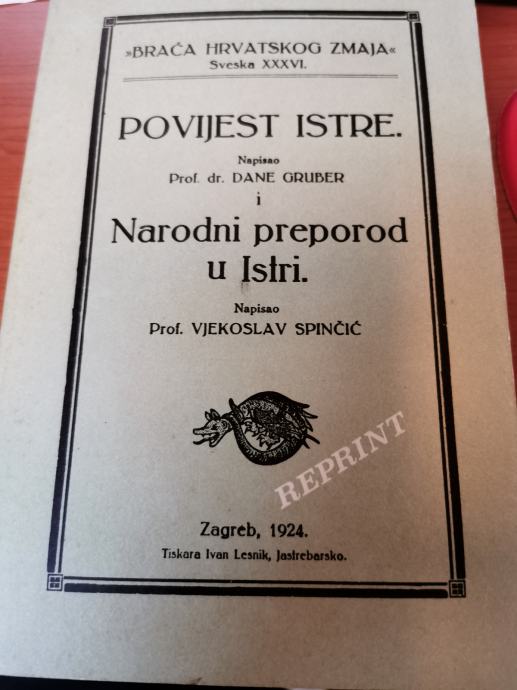 »BRAĆA HRVATSKOG ZMAJA«
Sveska XXXVI.
POVIJEST ISTRE.
Napisao
Prof. dr. DANE GRUBER
i
Narodni preporod
u Istri.
Napisao
Prof. VJEKOSLAV SPINČIĆ
REPRINT
Zagreb, 1924.
Tiskara Ivan Lesnik, Jastrebarsko.